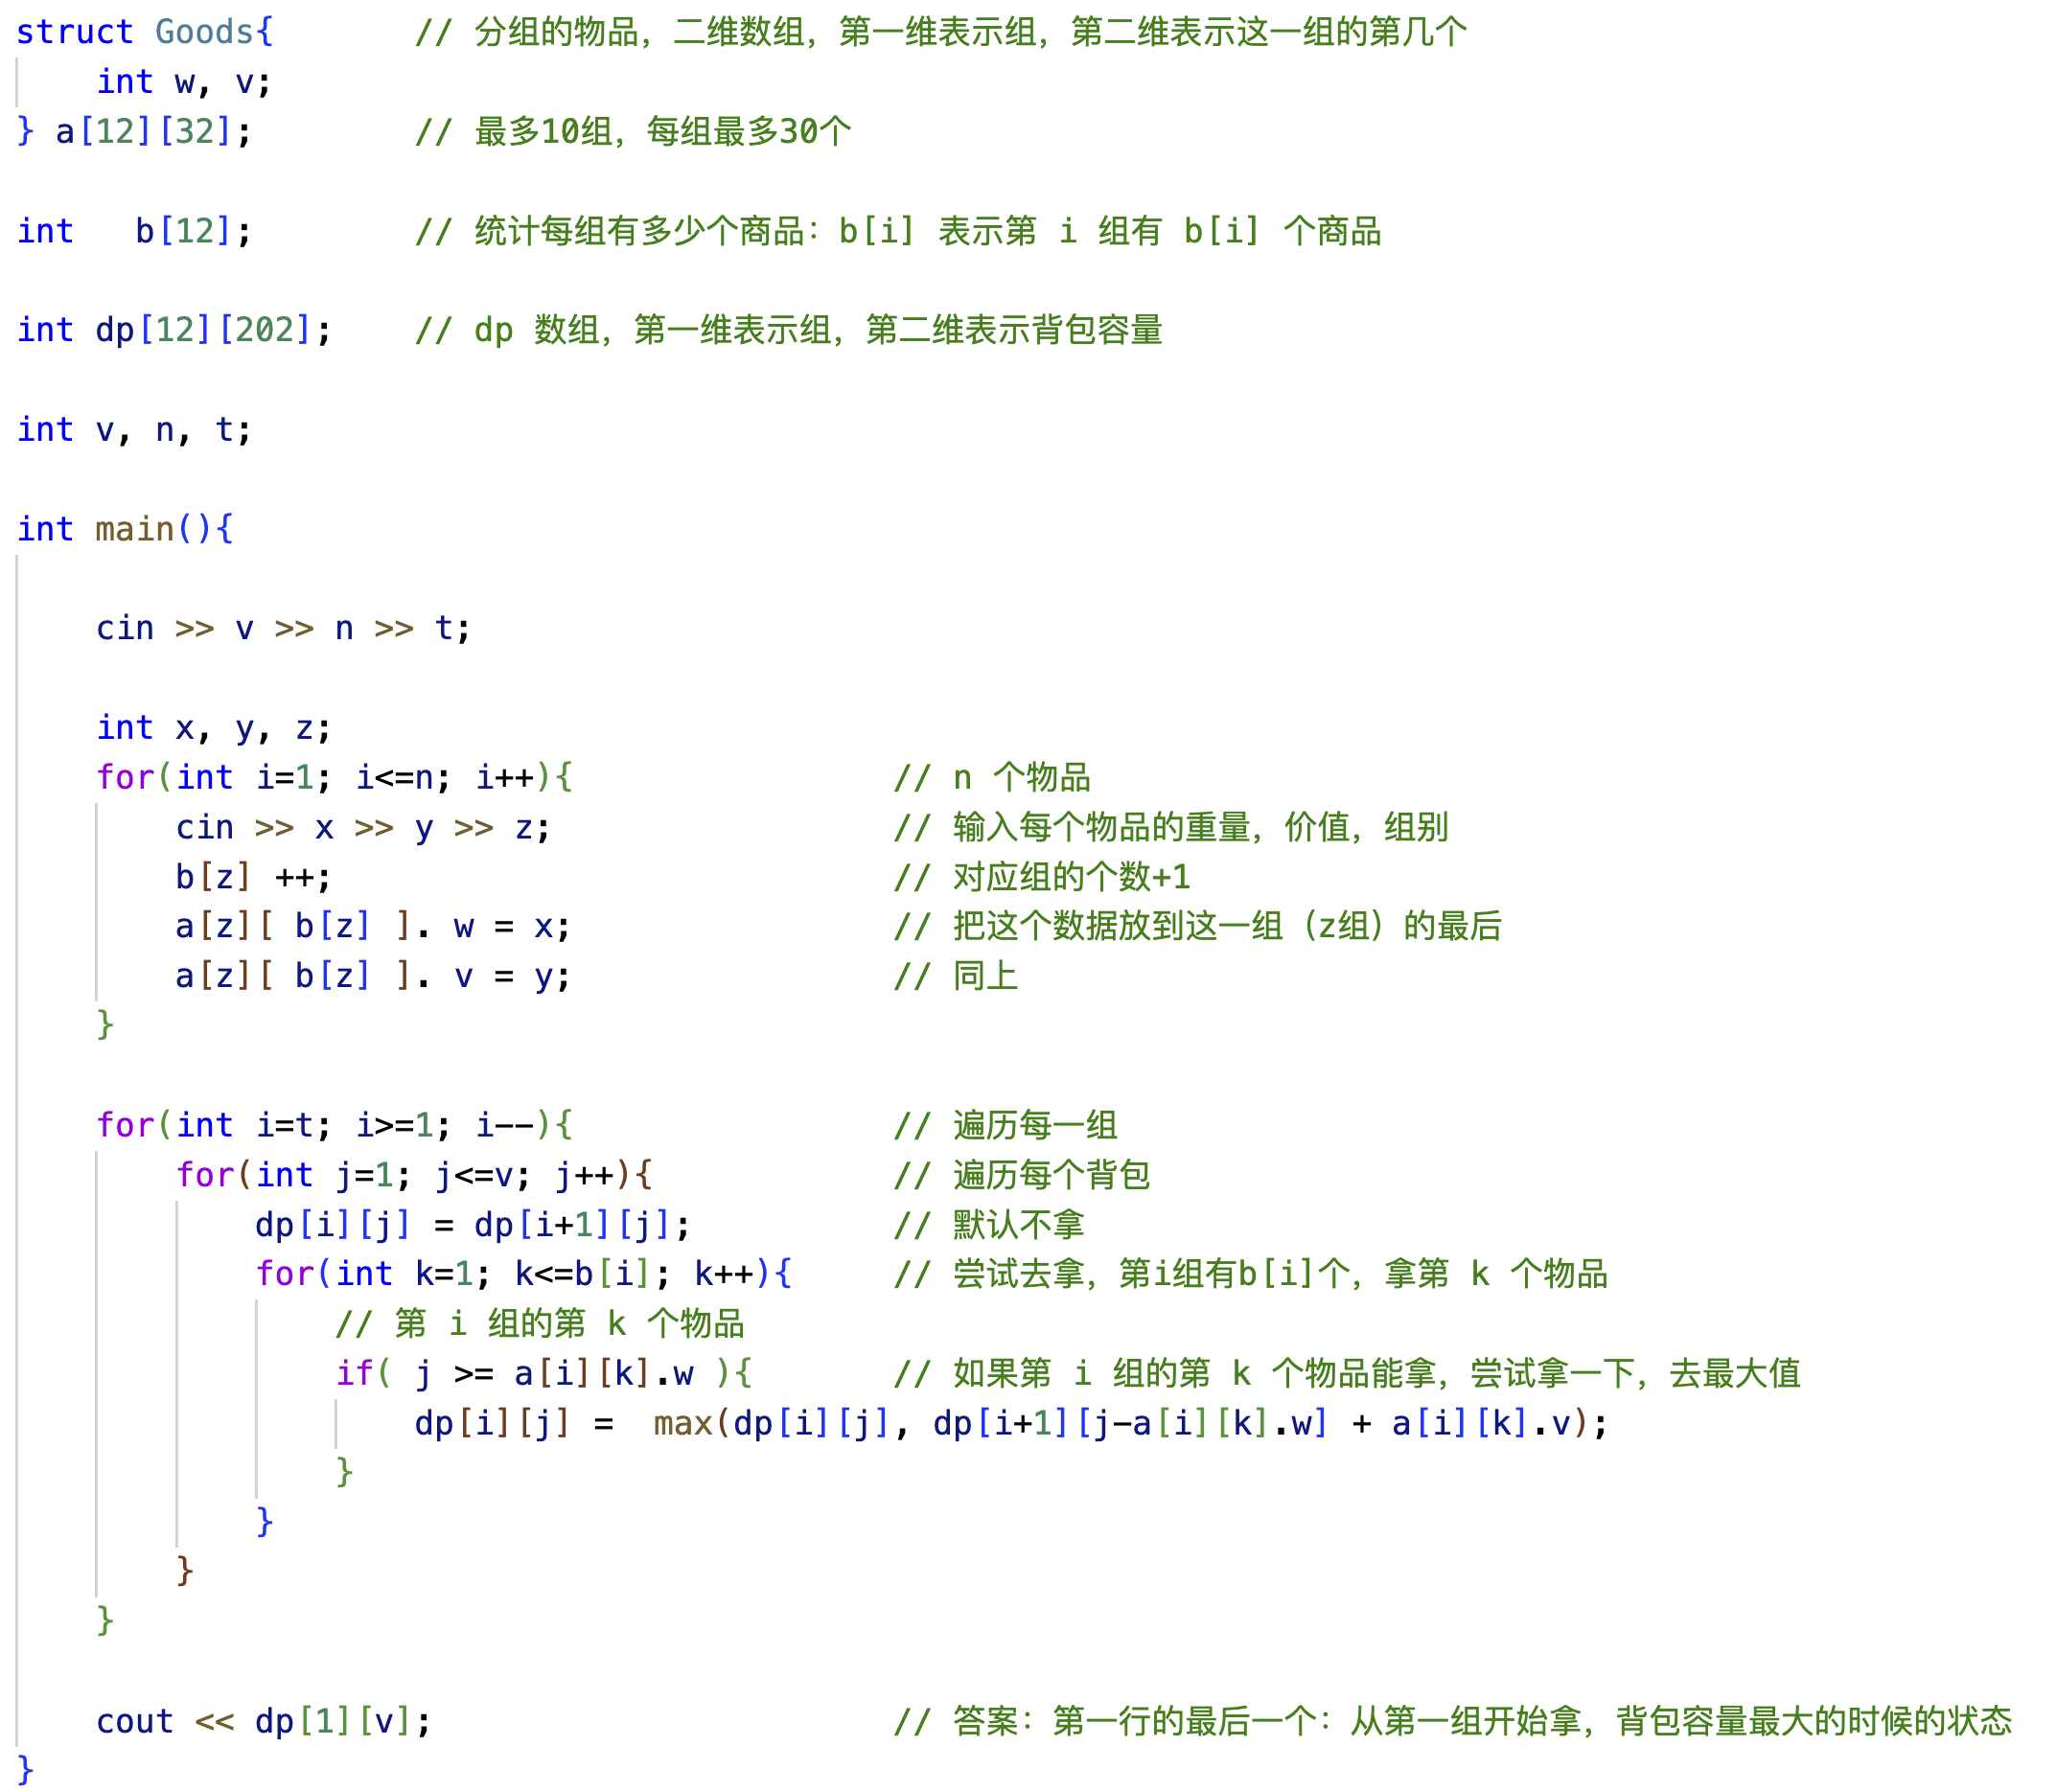 struct Goods{ // 分组的物品，二维数组，第一维表示组，第二维表示这一组的第几个
int w, v;
} a[12][32]; // 最多10组，每组最多30个
int b[12]; // 统计每组有多少个商品：b[i] 表示第 i 组有 b[i] 个商品
int dp[12][202]; // dp 数组，第一维表示组，第二维表示背包容量
int v, n, t;
int main(){
cin >> v >> n >> t;
int x, y, z;
for(int i=1; i<=n; i++){ // n 个物品
cin >> x >> y >> z; // 输入每个物品的重量，价值，组别
b[z] ++; // 对应组的个数+1
a[z][ b[z] ]. w = x; // 把这个数据放到这一组（z组）的最后
a[z][ b[z] ]. v = y; // 同上
}
for(int i=t; i>=1; i--){ // 遍历每一组
for(int j=1; j<=v; j++){ // 遍历每个背包
dp[i][j] = dp[i+1][j]; // 默认不拿
for(int k=1; k<=b[i]; k++){ // 尝试去拿，第i组有b[i]个，拿第 k 个物品
// 第 i 组的第 k 个物品
if( j >= a[i][k].w ){ // 如果第 i 组的第 k 个物品能拿，尝试拿一下，去最大值
dp[i][j] = max(dp[i][j], dp[i+1][j-a[i][k].w] + a[i][k].v);
}
}
}
}
cout << dp[1][v]; // 答案：第一行的最后一个：从第一组开始拿，背包容量最大的时候的状态
}